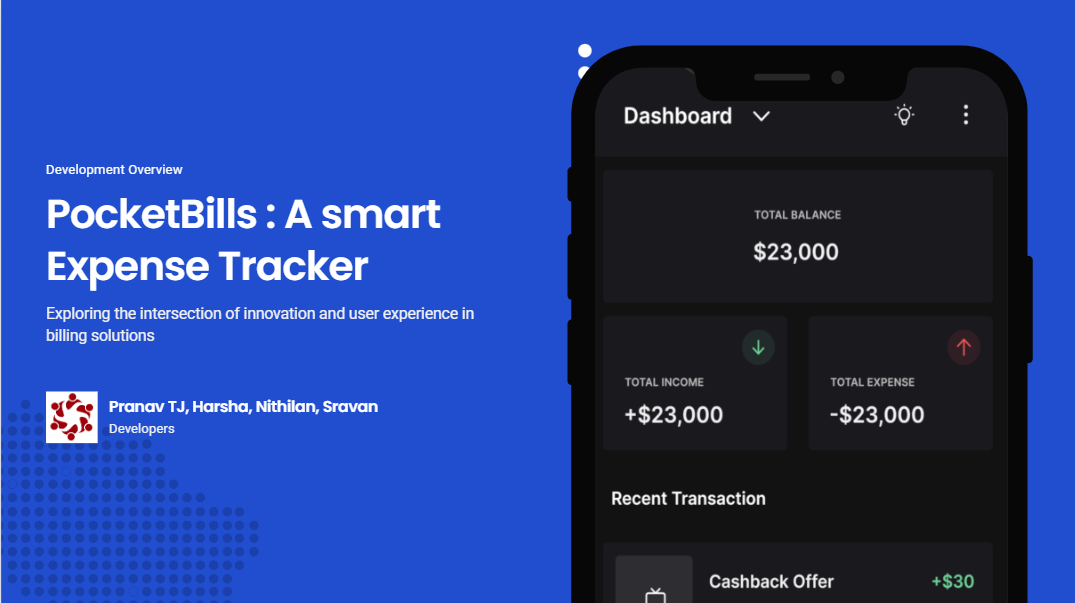 Development Overview
PocketBills : A smart
Expense Tracker
Exploring the intersection of innovation and user experience in
billing solutions
Pranav TJ, Harsha, Nithilan, Sravan
Developers
Dashboard
TOTAL BALANCE
$23,000
TOTAL INCOME
+$23,000
TOTAL EXPENSE
-$23,000
Recent Transaction
Cashback Offer
+$30